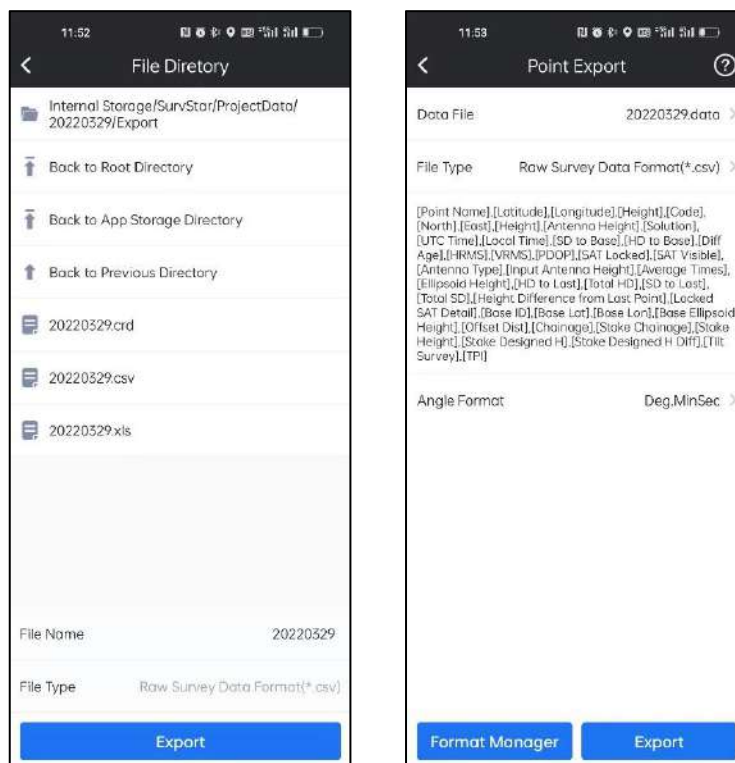 11:52
File Diretory
Internal Storage/SurvStar/ProjectData/
20220329/Export
Back to Root Directory
Back to App Storage Directory
Back to Previous Directory
20220329.crd
20220329.csv
20220329.xls
File Name 20220329
File Type Raw Survey Data Format(*.csv)
Export
11:53
Point Export
Data File 20220329.data
File Type Raw Survey Data Format(*.csv)
[Point Name],[Latitude],[Longitude],[Height],[Code],
[North],[East],[Height],[Antenna Height],[Solution],
[UTC Time],[Local Time],[SD to Base],[HD to Base],[Diff
Age],[HRMS],[VRMS],[PDOP],[SAT Locked],[SAT Visible],
[Antenna Type],[Input Antenna Height],[Average Times],
[Ellipsoid Height],[HD to Last],[Total HD],[SD to Last],
[Total SD],[Height Difference from Last Point],[Locked
SAT Detail],[Base ID],[Base Lat],[Base Lon],[Base Ellipsoid
Height],[Offset Dist],[Chainage],[Stake Chainage],[Stake
Height],[Stake Designed H],[Stake Designed H Diff],[Tilt
Survey],[TPI]
Angle Format Deg.MinSec
Format Manager Export